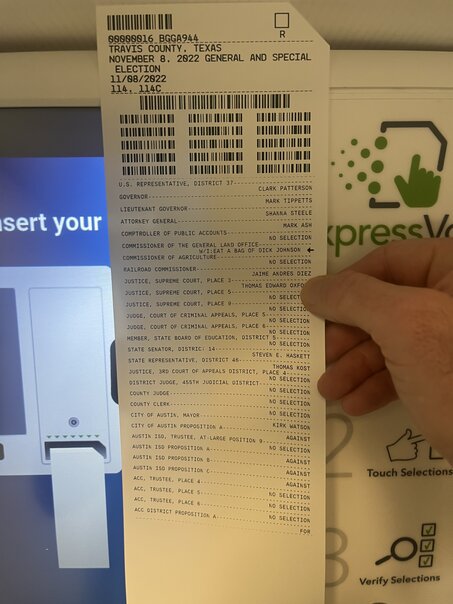 00000016 BGGA944
R
TRAVIS COUNTY, TEXAS
NOVEMBER 8, 2022 GENERAL AND SPECIAL
ELECTION
11/08/2022
114, 114C
U.S. REPRESENTATIVE, DISTRICT 37
CLARK PATTERSON
GOVERNOR
MARK TIPPETTS
LIEUTENANT GOVERNOR
SHANNA STEELE
ATTORNEY GENERAL
MARK ASH
COMPTROLLER OF PUBLIC ACCOUNTS
NO SELECTION
COMMISSIONER OF THE GENERAL LAND OFFICE
W/I:EAT A BAG OF DICK JOHNSON
COMMISSIONER OF AGRICULTURE
NO SELECTION
RAILROAD COMMISSIONER
JAIME ANDRES DIEZ
JUSTICE, SUPREME COURT, PLACE 3
THOMAS EDWARD OXFO
JUSTICE, SUPREME COURT, PLACE 5
NO SELECT
JUSTICE, SUPREME COURT, PLACE 9
NO SELECTION
JUDGE, COURT OF CRIMINAL APPEALS, PLACE 5
NO SELECTION
JUDGE, COURT OF CRIMINAL APPEALS, PLACE 6
NO SELECTION
MEMBER, STATE BOARD OF EDUCATION, DISTRICT 5
NO SELECTION
STATE SENATOR, DISTRICT 14
STEVEN E. HASKETT
STATE REPRESENTATIVE, DISTRICT 46
THOMAS KOST
JUSTICE, 3RD COURT OF APPEALS DISTRICT, PLACE 4
NO SELECTION
DISTRICT JUDGE, 455TH JUDICIAL DISTRICT
NO SELECTION
COUNTY JUDGE
NO SELECTION
COUNTY CLERK
NO SELECTION
CITY OF AUSTIN, MAYOR
KIRK WATSON
CITY OF AUSTIN PROPOSITION A
AGAINST
AUSTIN ISD, TRUSTEE, AT LARGE POSITION 9
NO SELECTION
AUSTIN ISD PROPOSITION A
AGAINST
AUSTIN ISD PROPOSITION B
AGAINST
AUSTIN ISD PROPOSITION C
AGAINST
ACC, TRUSTEE, PLACE 4
NO SELECTION
ACC, TRUSTEE, PLACE 5
NO SELECTION
ACC, TRUSTEE, PLACE 6
NO SELECTION
ACC DISTRICT PROPOSITION A
FOR
nsert your
xpressVo
2
Touch Selections
3
Verify Selections